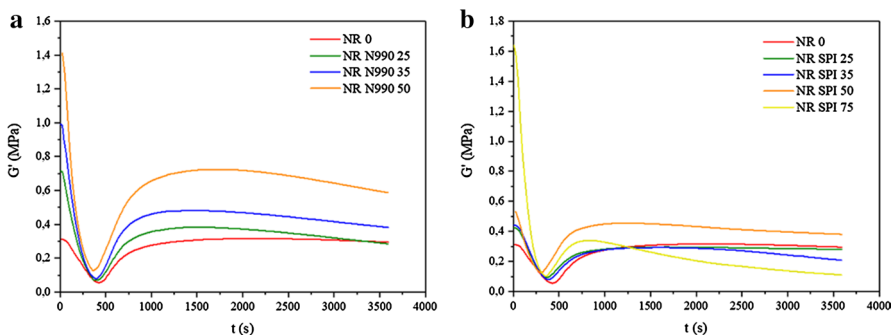 a
NR 0
NR N990 25
NR N990 35
NR N990 50
1,6
1,4
1,2
1,0
0,8
0,6
0,4
0,2
0,0
G' (MPa)
0 500 1000 1500 2000 2500 3000 3500 4000
t (s)
b
NR 0
NR SPI 25
NR SPI 35
NR SPI 50
NR SPI 75
1,8
1,6
1,4
1,2
1,0
0,8
0,6
0,4
0,2
0,0
G' (MPa)
0 500 1000 1500 2000 2500 3000 3500 4000
t (s)